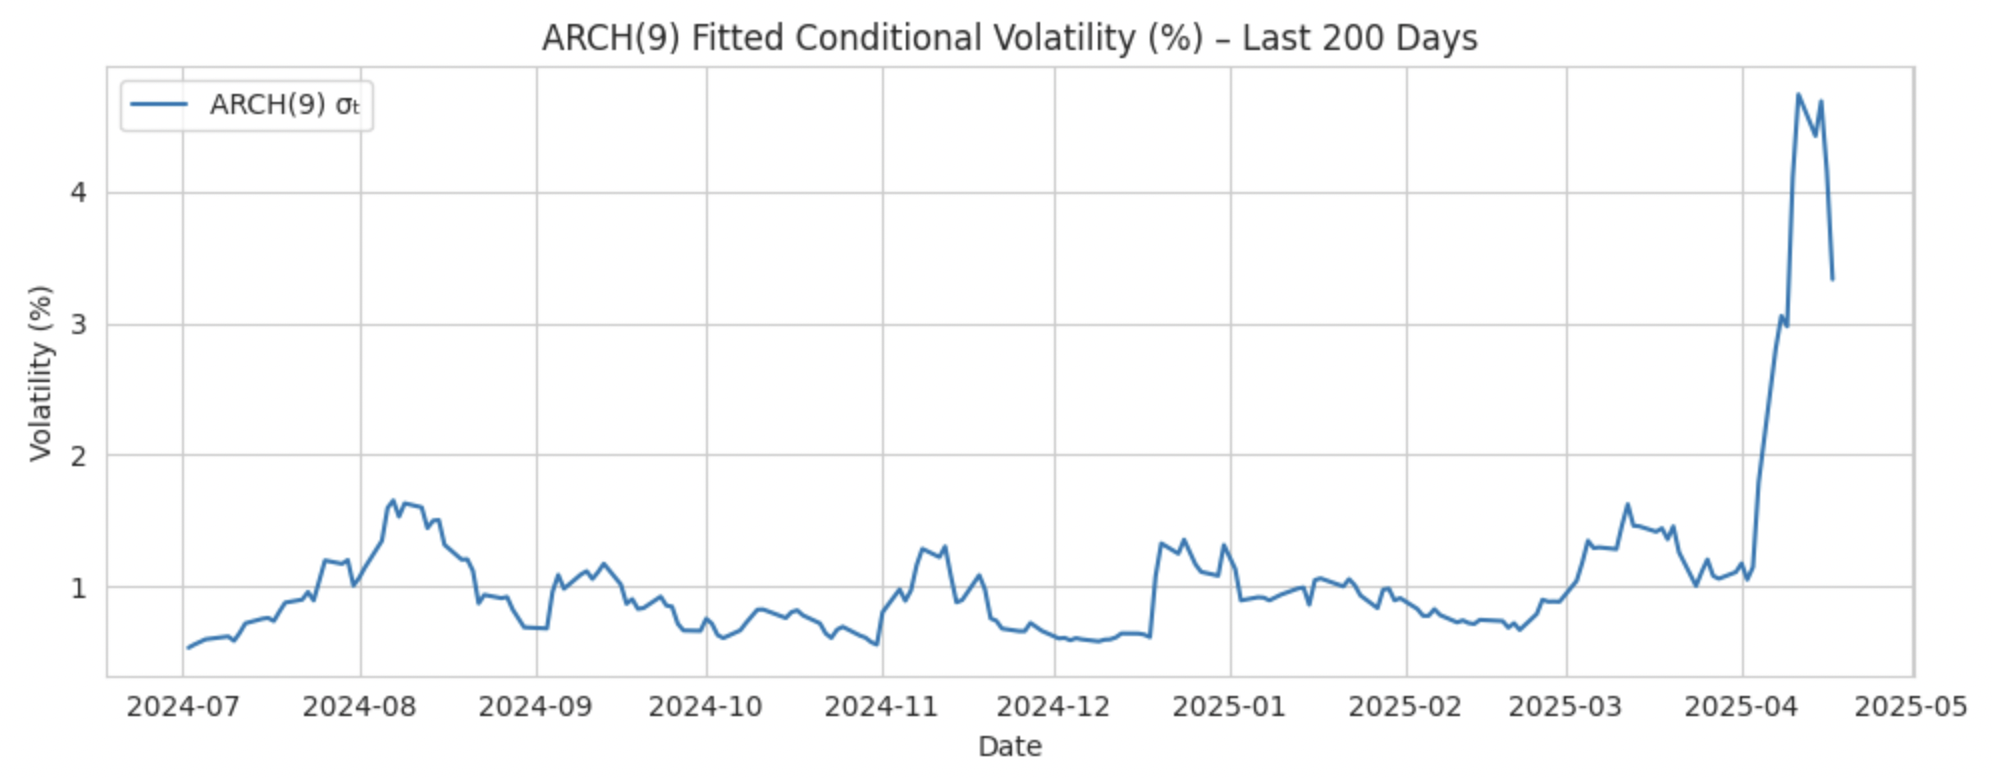 ARCH(9) Fitted Conditional Volatility (%) – Last 200 Days
ARCH(9) σₜ
Volatility (%)
4
3
2
1
2024-07 2024-08 2024-09 2024-10 2024-11 2024-12 2025-01 2025-02 2025-03 2025-04 2025-05
Date